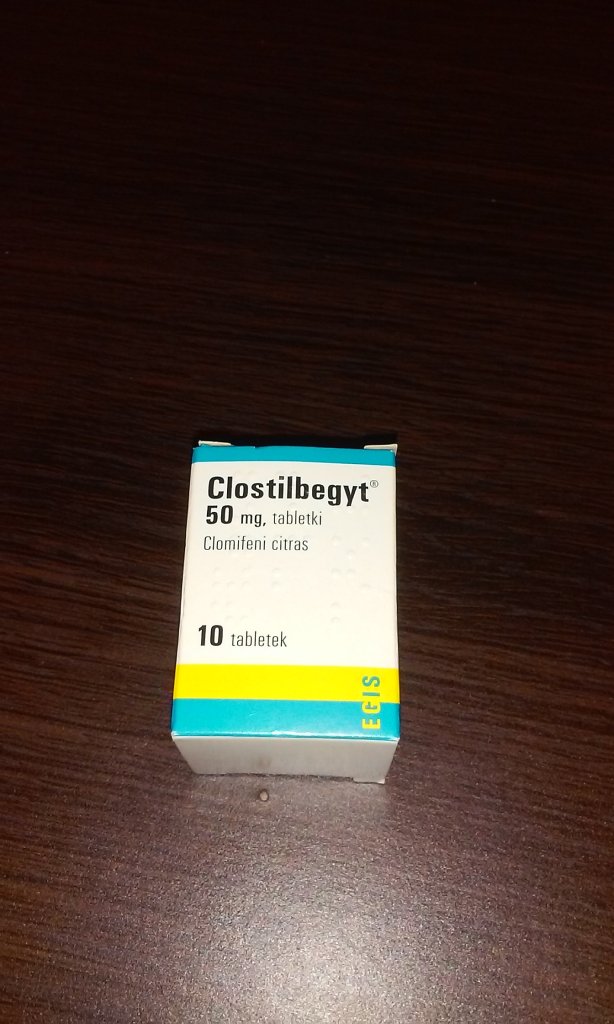 Clostilbegyt®
50 mg, tabletki
Clomifeni citras
10 tabletek
EGIS